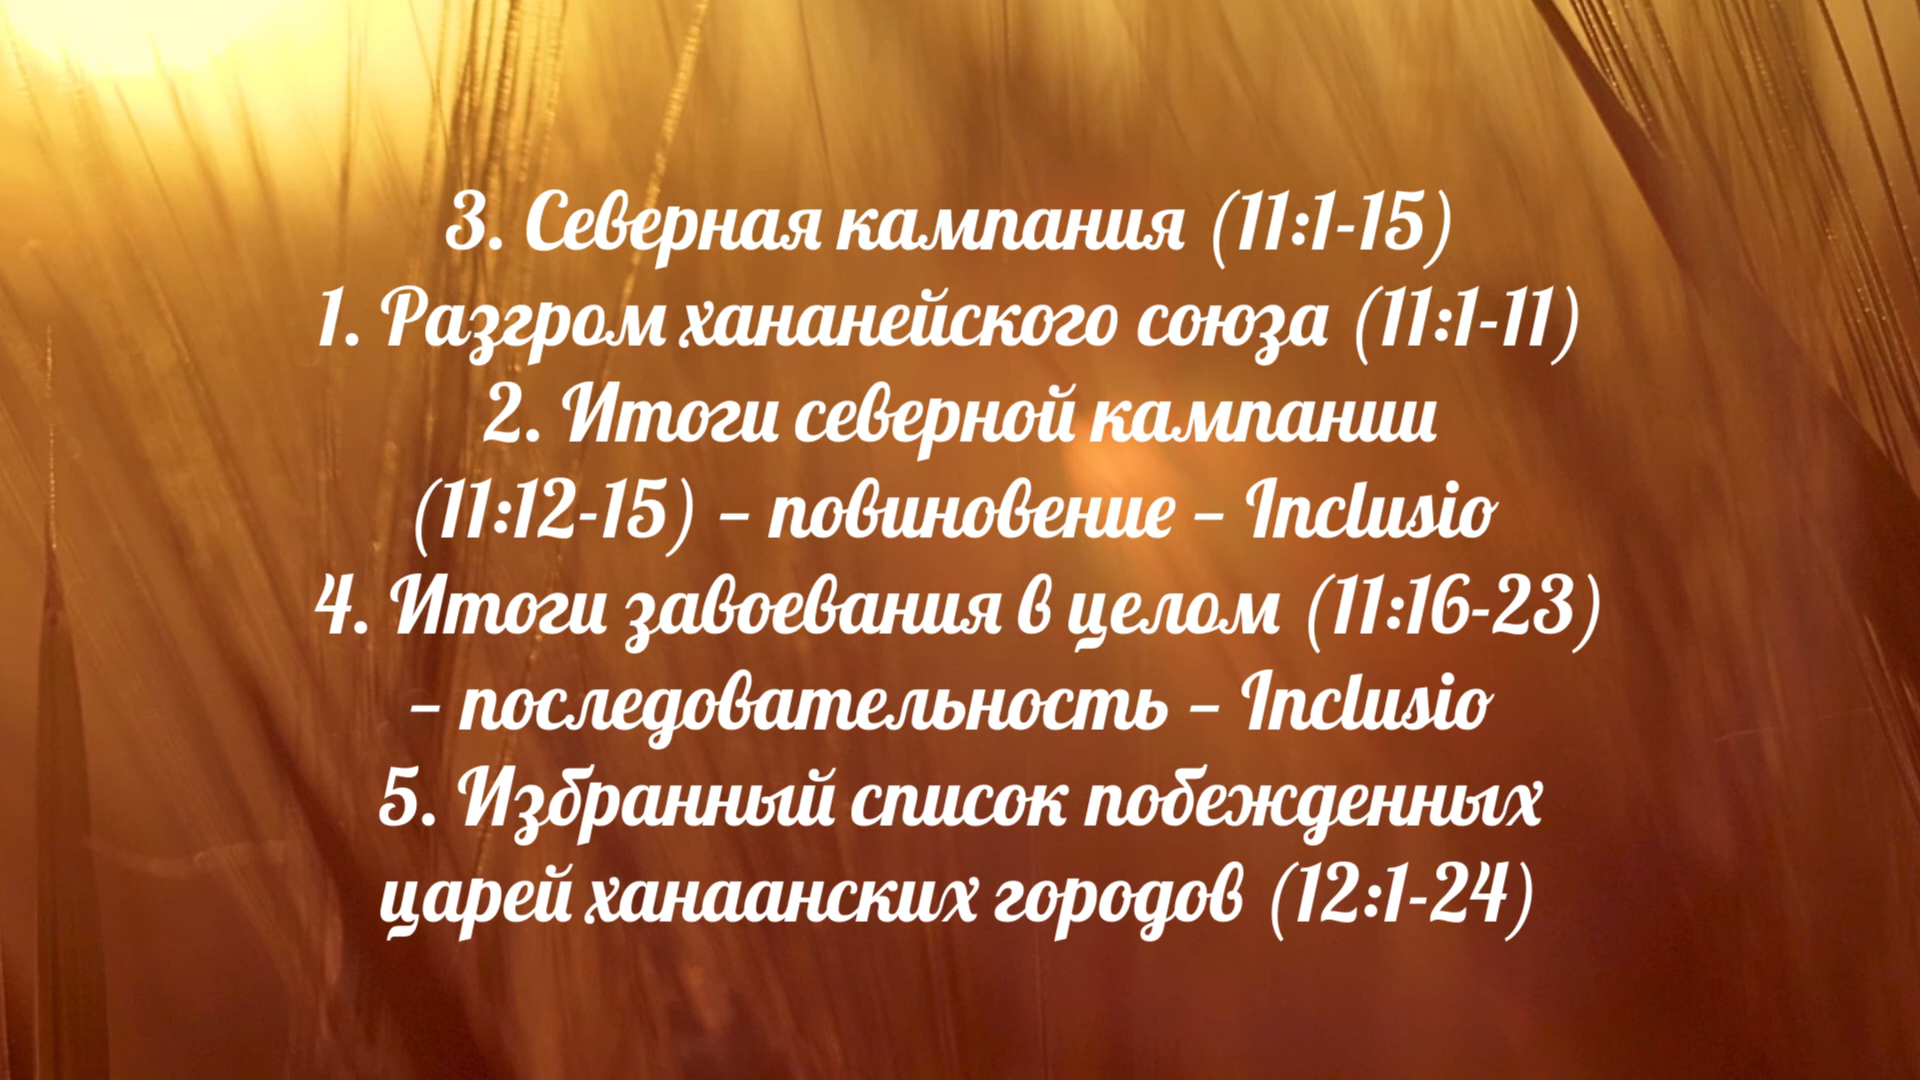 3. Северная кампания (11:1-15)
1. Разгром хананейского союза (11:1-11)
2. Итоги северной кампании
(11:12-15) – повиновение – Inclusio
4. Итоги завоевания в целом (11:16-23)
– последовательность – Inclusio
5. Избранный список побежденных
царей ханаанских городов (12:1-24)